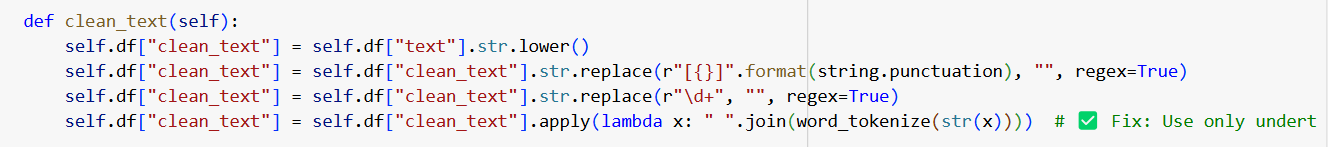 def clean_text(self):
    self.df["clean_text"] = self.df["text"].str.lower()
    self.df["clean_text"] = self.df["clean_text"].str.replace(r"[{}]".format(string.punctuation), "", regex=True)
    self.df["clean_text"] = self.df["clean_text"].str.replace(r"\d+", "", regex=True)
    self.df["clean_text"] = self.df["clean_text"].apply(lambda x: " ".join(word_tokenize(str(x))))  # ✅ Fix: Use only undert